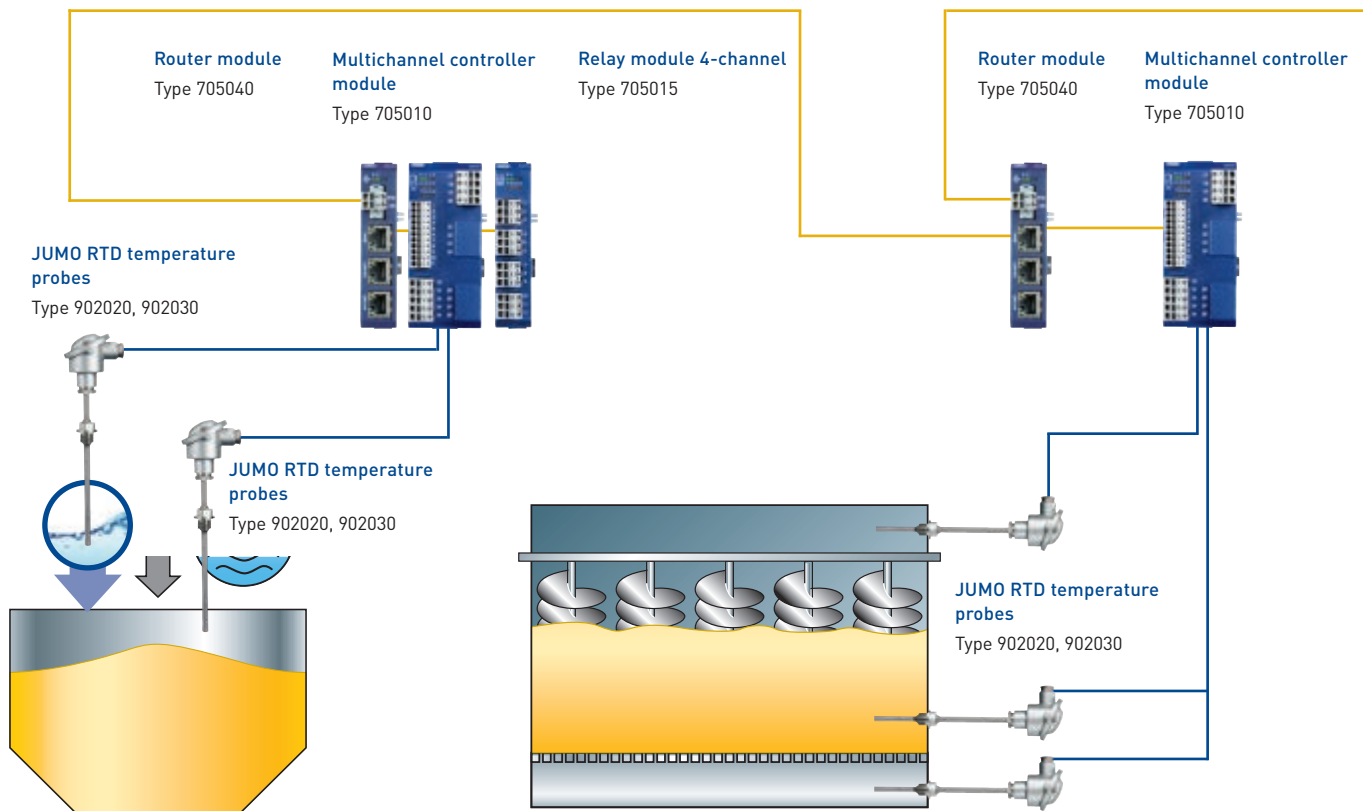 Router module
Type 705040
Multichannel controller
module
Type 705010
Relay module 4-channel
Type 705015
Router module
Type 705040
Multichannel controller
module
Type 705010
JUMO RTD temperature
probes
Type 902020, 902030
JUMO RTD temperature
probes
Type 902020, 902030
JUMO RTD temperature
probes
Type 902020, 902030